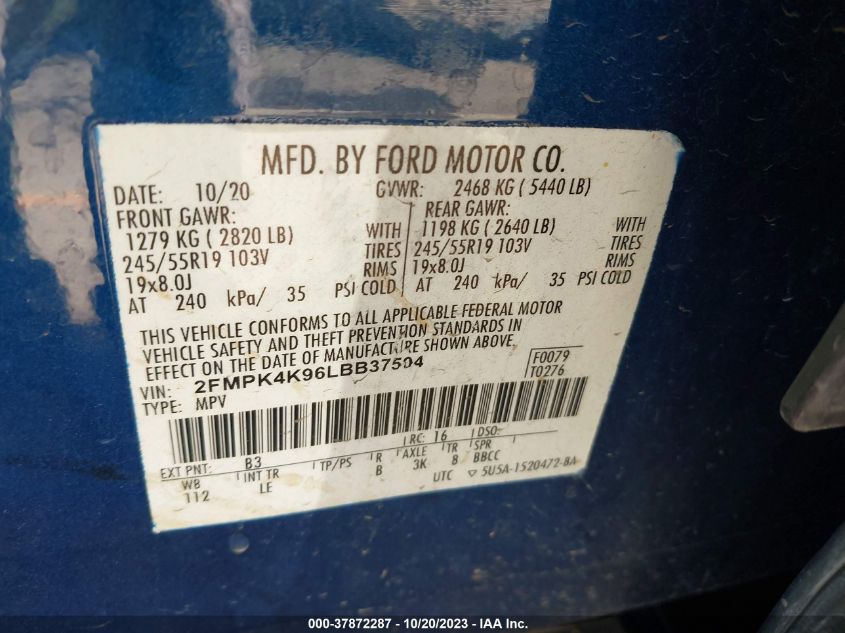 MFD. BY FORD MOTOR CO.
DATE: 10/20 GVWR: 2468 KG ( 5440 LB)
FRONT GAWR: REAR GAWR:
1279 KG ( 2820 LB) WITH 1198 KG ( 2640 LB) WITH
245/55R19 103V TIRES 245/55R19 103V TIRES
19x8.0J RIMS 19x8.0J RIMS
AT 240 kPa/ 35 PSI COLD AT 240 kPa/ 35 PSI COLD
THIS VEHICLE CONFORMS TO ALL APPLICABLE FEDERAL MOTOR
VEHICLE SAFETY AND THEFT PREVENTION STANDARDS IN
EFFECT ON THE DATE OF MANUFACTURE SHOWN ABOVE.
VIN: 2FMPK4K96LBB37504 F0079
TYPE: MPV T0276
EXT PNT: B3 RC: 16 DSO:
WB INT TR TP/PS R AXLE TR SPR
112 LE B 3K 8 BBCC
UTC ▽ 5U5A-1520472-BA
000-37872287 - 10/20/2023 - IAA Inc.